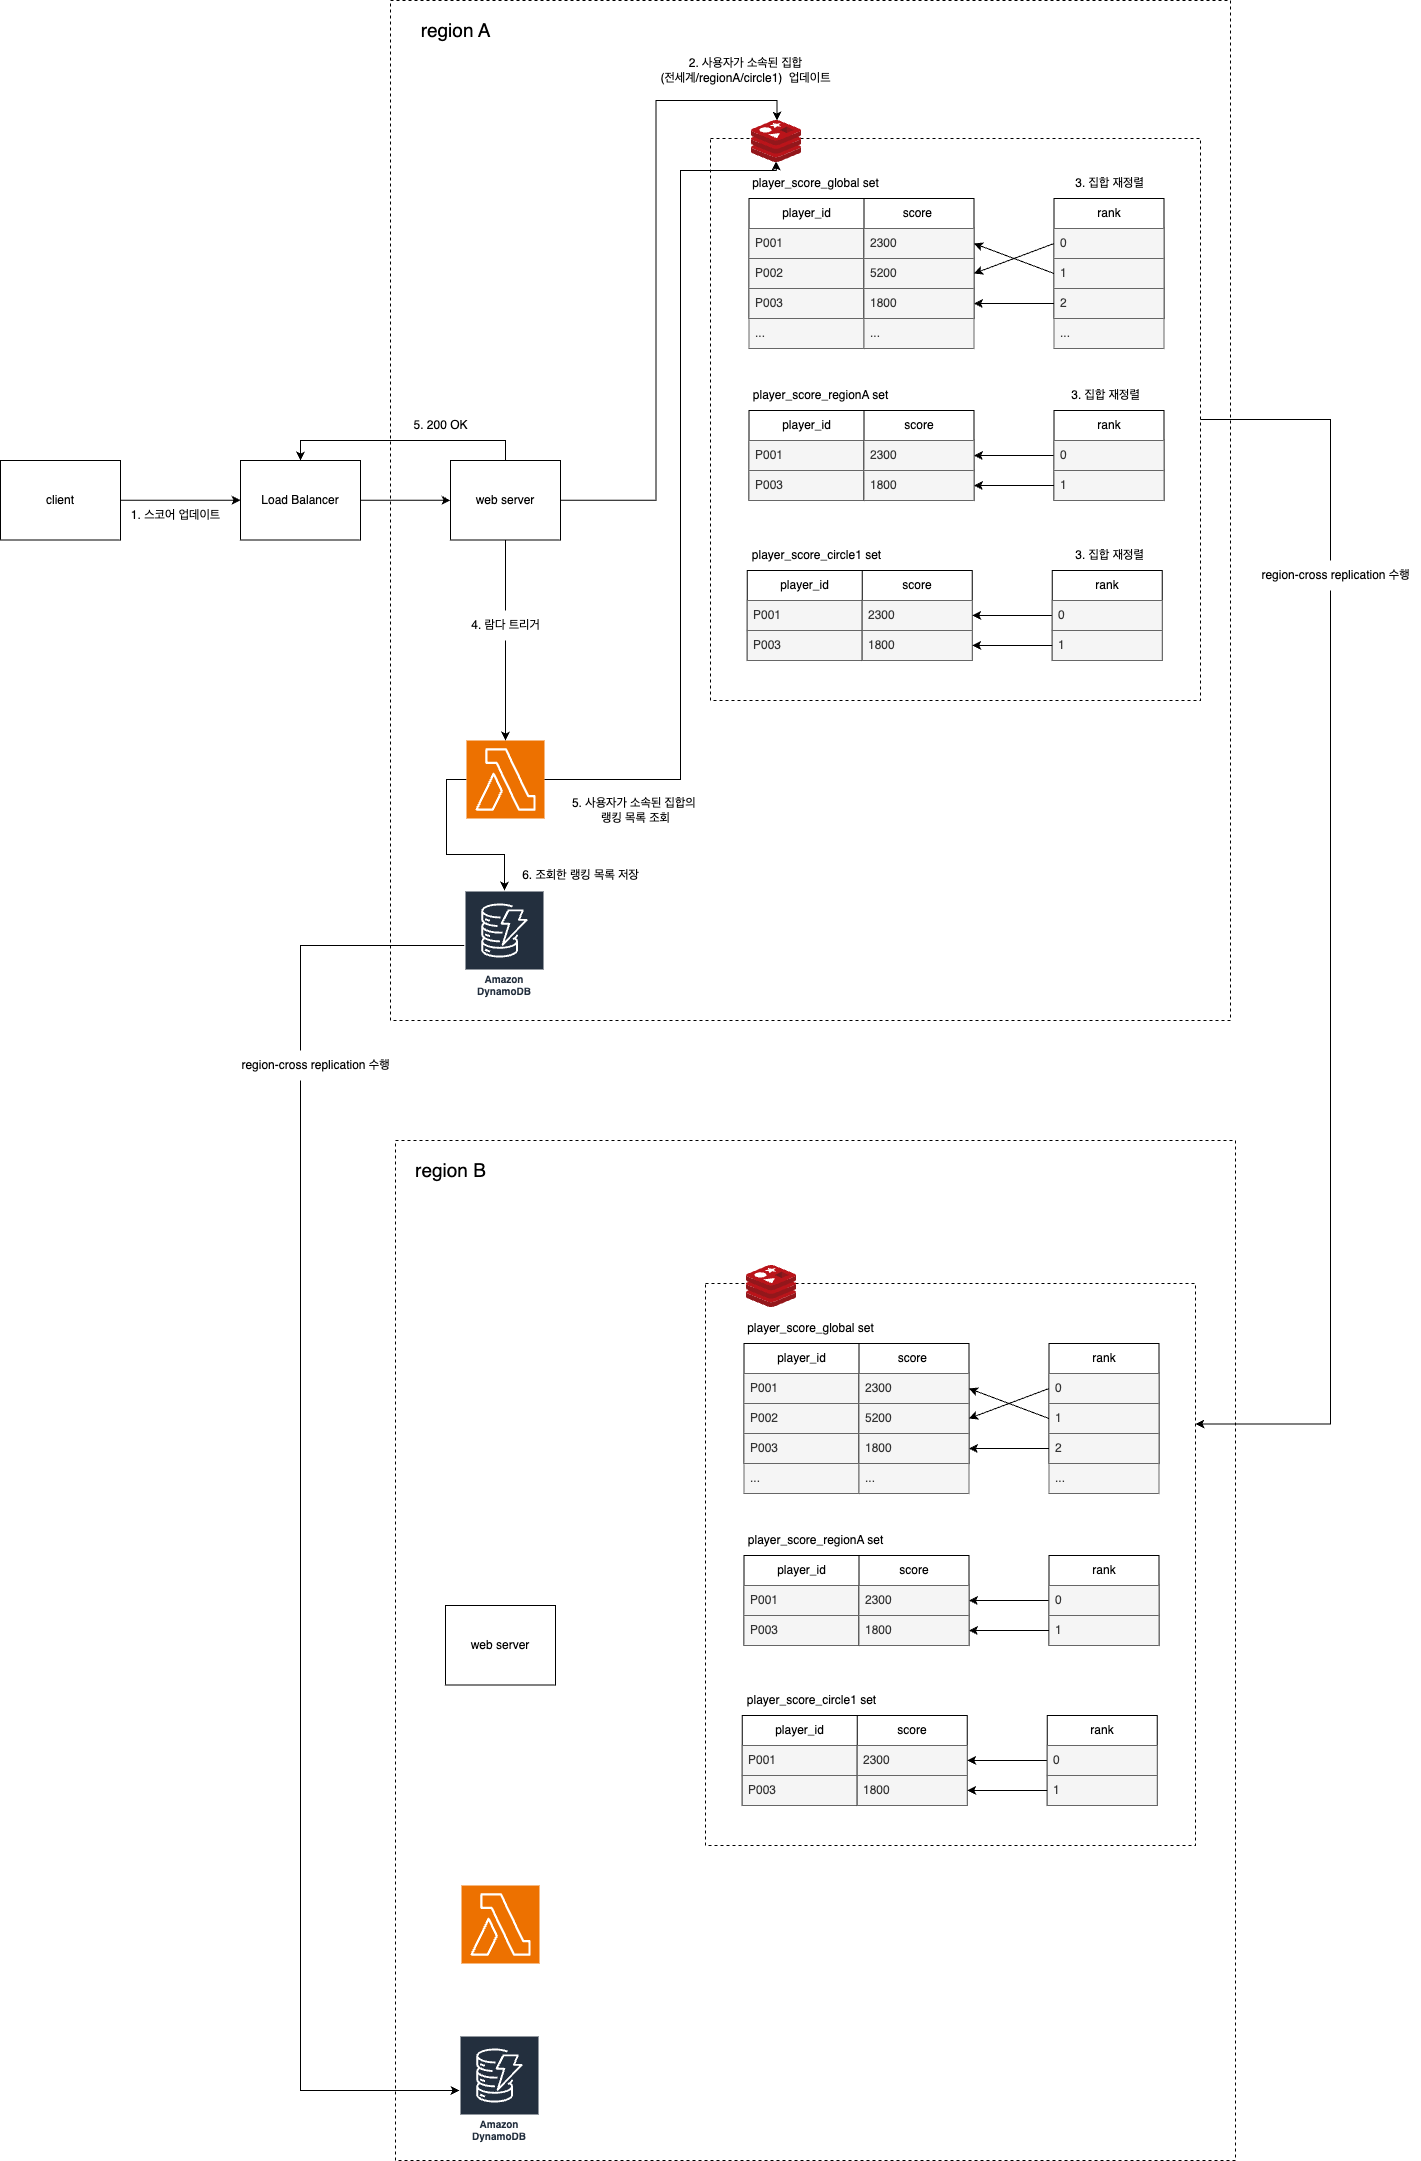 region A
2. 사용자가 소속된 집합
(전세계/regionA/circle1) 업데이트
player_score_global set
3. 집합 재정렬
player_id score rank
P001 2300 0
P002 5200 1
P003 1800 2
... ... ...
player_score_regionA set
3. 집합 재정렬
player_id score rank
P001 2300 0
P003 1800 1
5. 200 OK
client
1. 스코어 업데이트
Load Balancer
web server
player_score_circle1 set
3. 집합 재정렬
player_id score rank
P001 2300 0
P003 1800 1
region-cross replication 수행
4. 람다 트리거
5. 사용자가 소속된 집합의
랭킹 목록 조회
6. 조회한 랭킹 목록 저장
Amazon
DynamoDB
region-cross replication 수행
region B
player_score_global set
player_id score rank
P001 2300 0
P002 5200 1
P003 1800 2
... ... ...
player_score_regionA set
player_id score rank
P001 2300 0
P003 1800 1
web server
player_score_circle1 set
player_id score rank
P001 2300 0
P003 1800 1
Amazon
DynamoDB